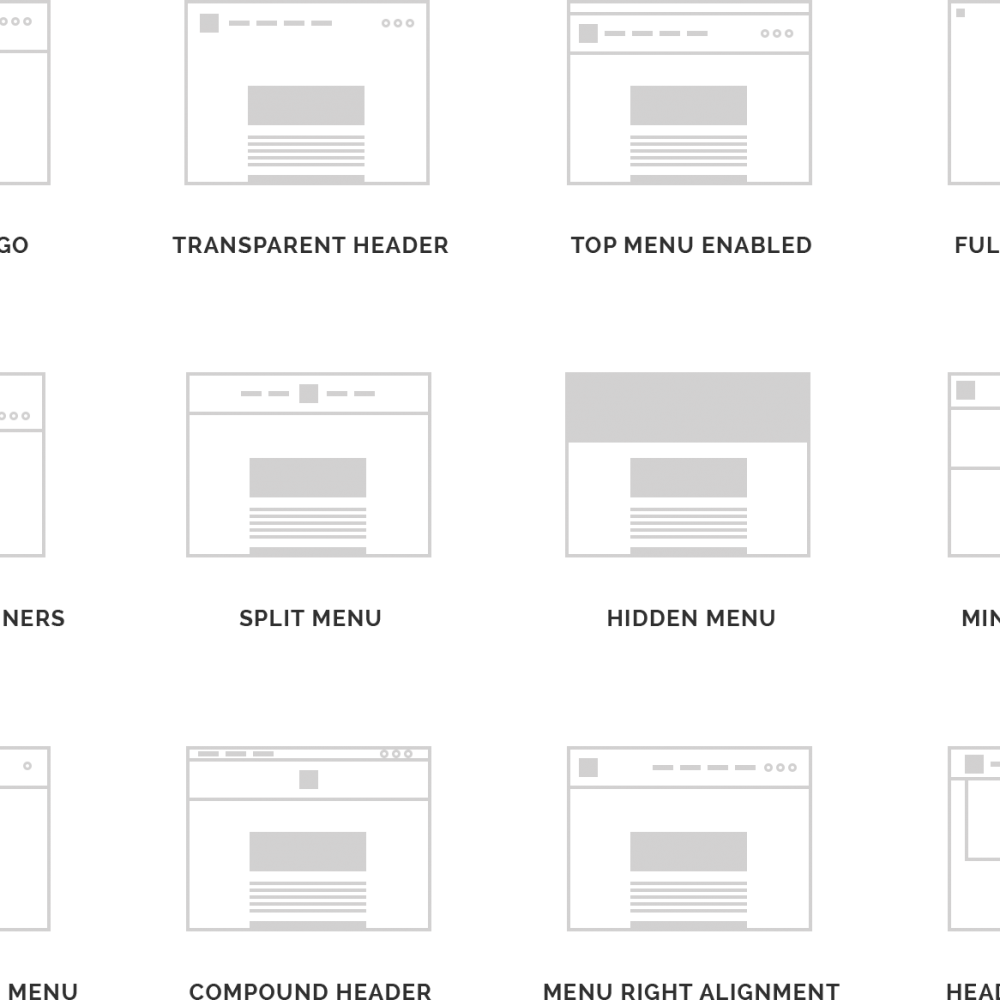 GO
TRANSPARENT HEADER
TOP MENU ENABLED
FUL
NERS
SPLIT MENU
HIDDEN MENU
MIN
MENU
COMPOUND HEADER
MENU RIGHT ALIGNMENT
HEAD